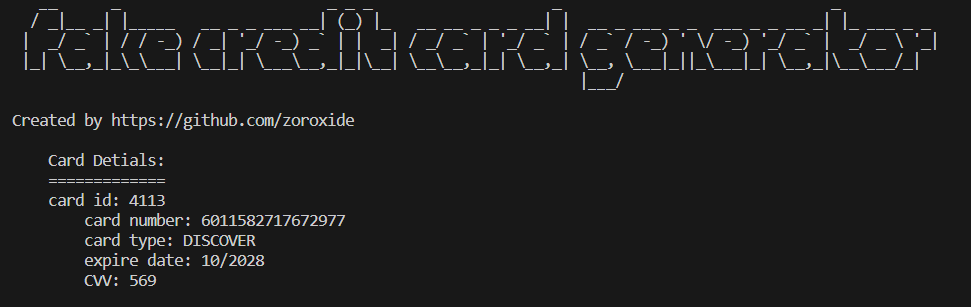 fake credit card generator
Created by https://github.com/zoroxide
Card Detials:
=============
card id: 4113
card number: 6011582717672977
card type: DISCOVER
expire date: 10/2028
CVV: 569